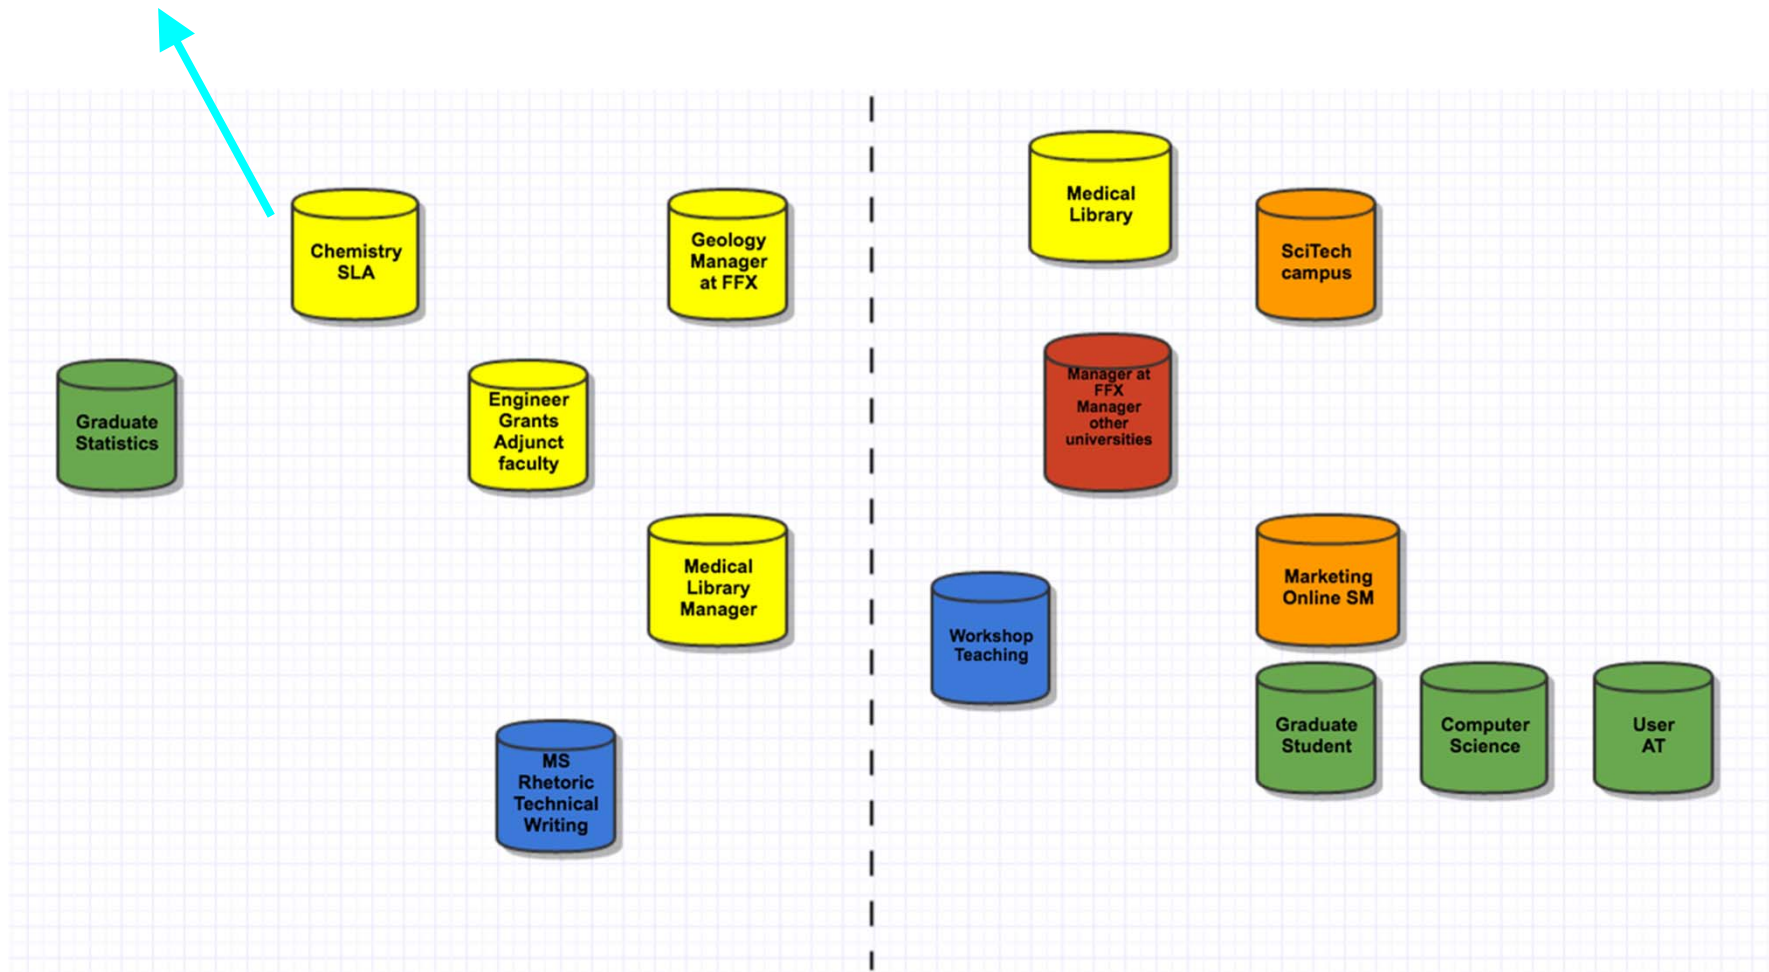 Chemistry
SLA
Geology
Manager
at FFX
Graduate
Statistics
Engineer
Grants
Adjunct
faculty
Medical
Library
Manager
MS
Rhetoric
Technical
Writing
Medical
Library
SciTech
campus
Manager at
FFX
Manager
other
universities
Marketing
Online SM
Workshop
Teaching
Graduate
Student
Computer
Science
User
AT